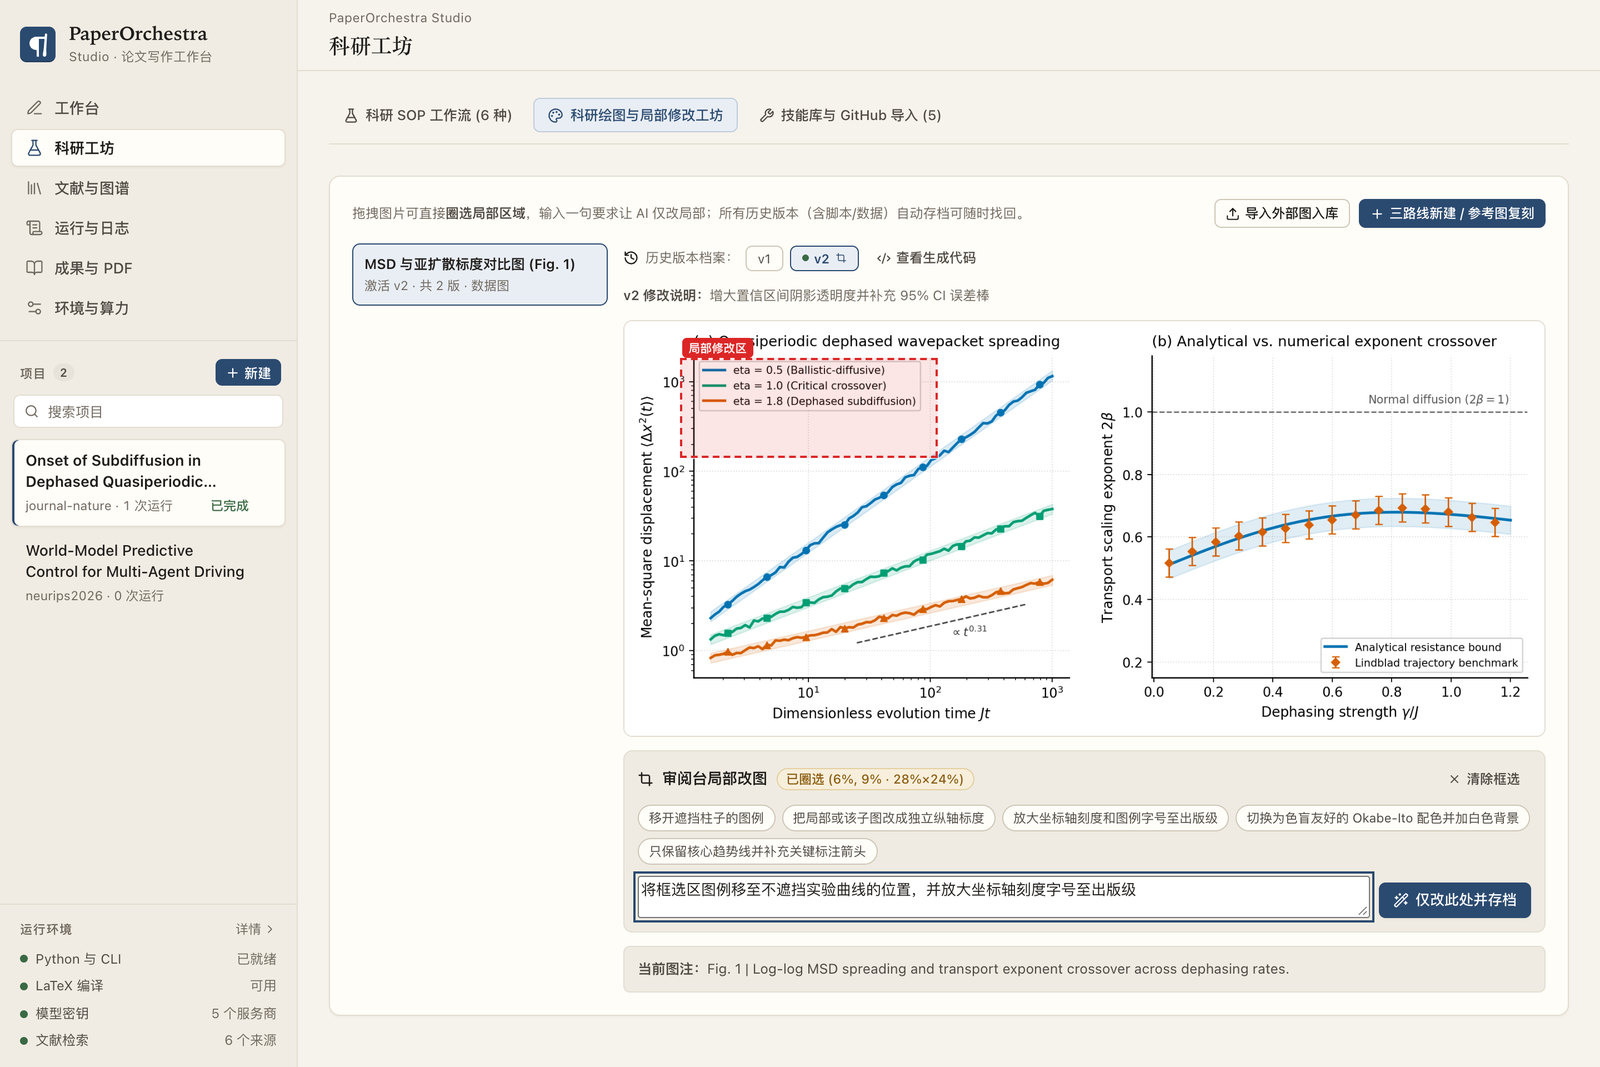 PaperOrchestra
Studio · 论文写作工作台
工作台
科研工坊
文献与图谱
运行与日志
成果与 PDF
环境与算力
项目 2
+ 新建
搜索项目
Onset of Subdiffusion in
Dephased Quasiperiodic...
journal-nature · 1 次运行 已完成
World-Model Predictive
Control for Multi-Agent Driving
neurips2026 · 0 次运行
运行环境 详情
Python 与 CLI 已就绪
LaTeX 编译 可用
模型密钥 5 个服务商
文献检索 6 个来源
PaperOrchestra Studio
科研工坊
科研 SOP 工作流 (6 种)
科研绘图与局部修改工坊
技能库与 GitHub 导入 (5)
拖拽图片可直接圈选局部区域，输入一句要求让 AI 仅改局部；所有历史版本（含脚本/数据）自动存档可随时找回。
导入外部图入库
+ 三路线新建 / 参考图复刻
MSD 与亚扩散标度对比图 (Fig. 1)
激活 v2 · 共 2 版 · 数据图
历史版本档案： v1 v2 </> 查看生成代码
v2 修改说明：增大置信区间阴影透明度并补充 95% CI 误差棒
局部修改区
siperiodic dephased wavepacket spreading
eta = 0.5 (Ballistic-diffusive)
eta = 1.0 (Critical crossover)
eta = 1.8 (Dephased subdiffusion)
Mean-square displacement ⟨Δx²(t)⟩
10³
10²
10¹
10⁰
∝ t^0.31
10¹ 10² 10³
Dimensionless evolution time Jt
(b) Analytical vs. numerical exponent crossover
Normal diffusion (2β = 1)
Transport scaling exponent 2β
1.0
0.8
0.6
0.4
0.2
Analytical resistance bound
Lindblad trajectory benchmark
0.0 0.2 0.4 0.6 0.8 1.0 1.2
Dephasing strength γ/J
审阅台局部改图 已圈选 (6%, 9% · 28%×24%) × 清除框选
移开遮挡柱子的图例
把局部或该子图改成独立纵轴标度
放大坐标轴刻度和图例字号至出版级
切换为色盲友好的 Okabe-Ito 配色并加白色背景
只保留核心趋势线并补充关键标注箭头
将框选区图例移至不遮挡实验曲线的位置，并放大坐标轴刻度字号至出版级
仅改此处并存档
当前图注：Fig. 1 | Log-log MSD spreading and transport exponent crossover across dephasing rates.